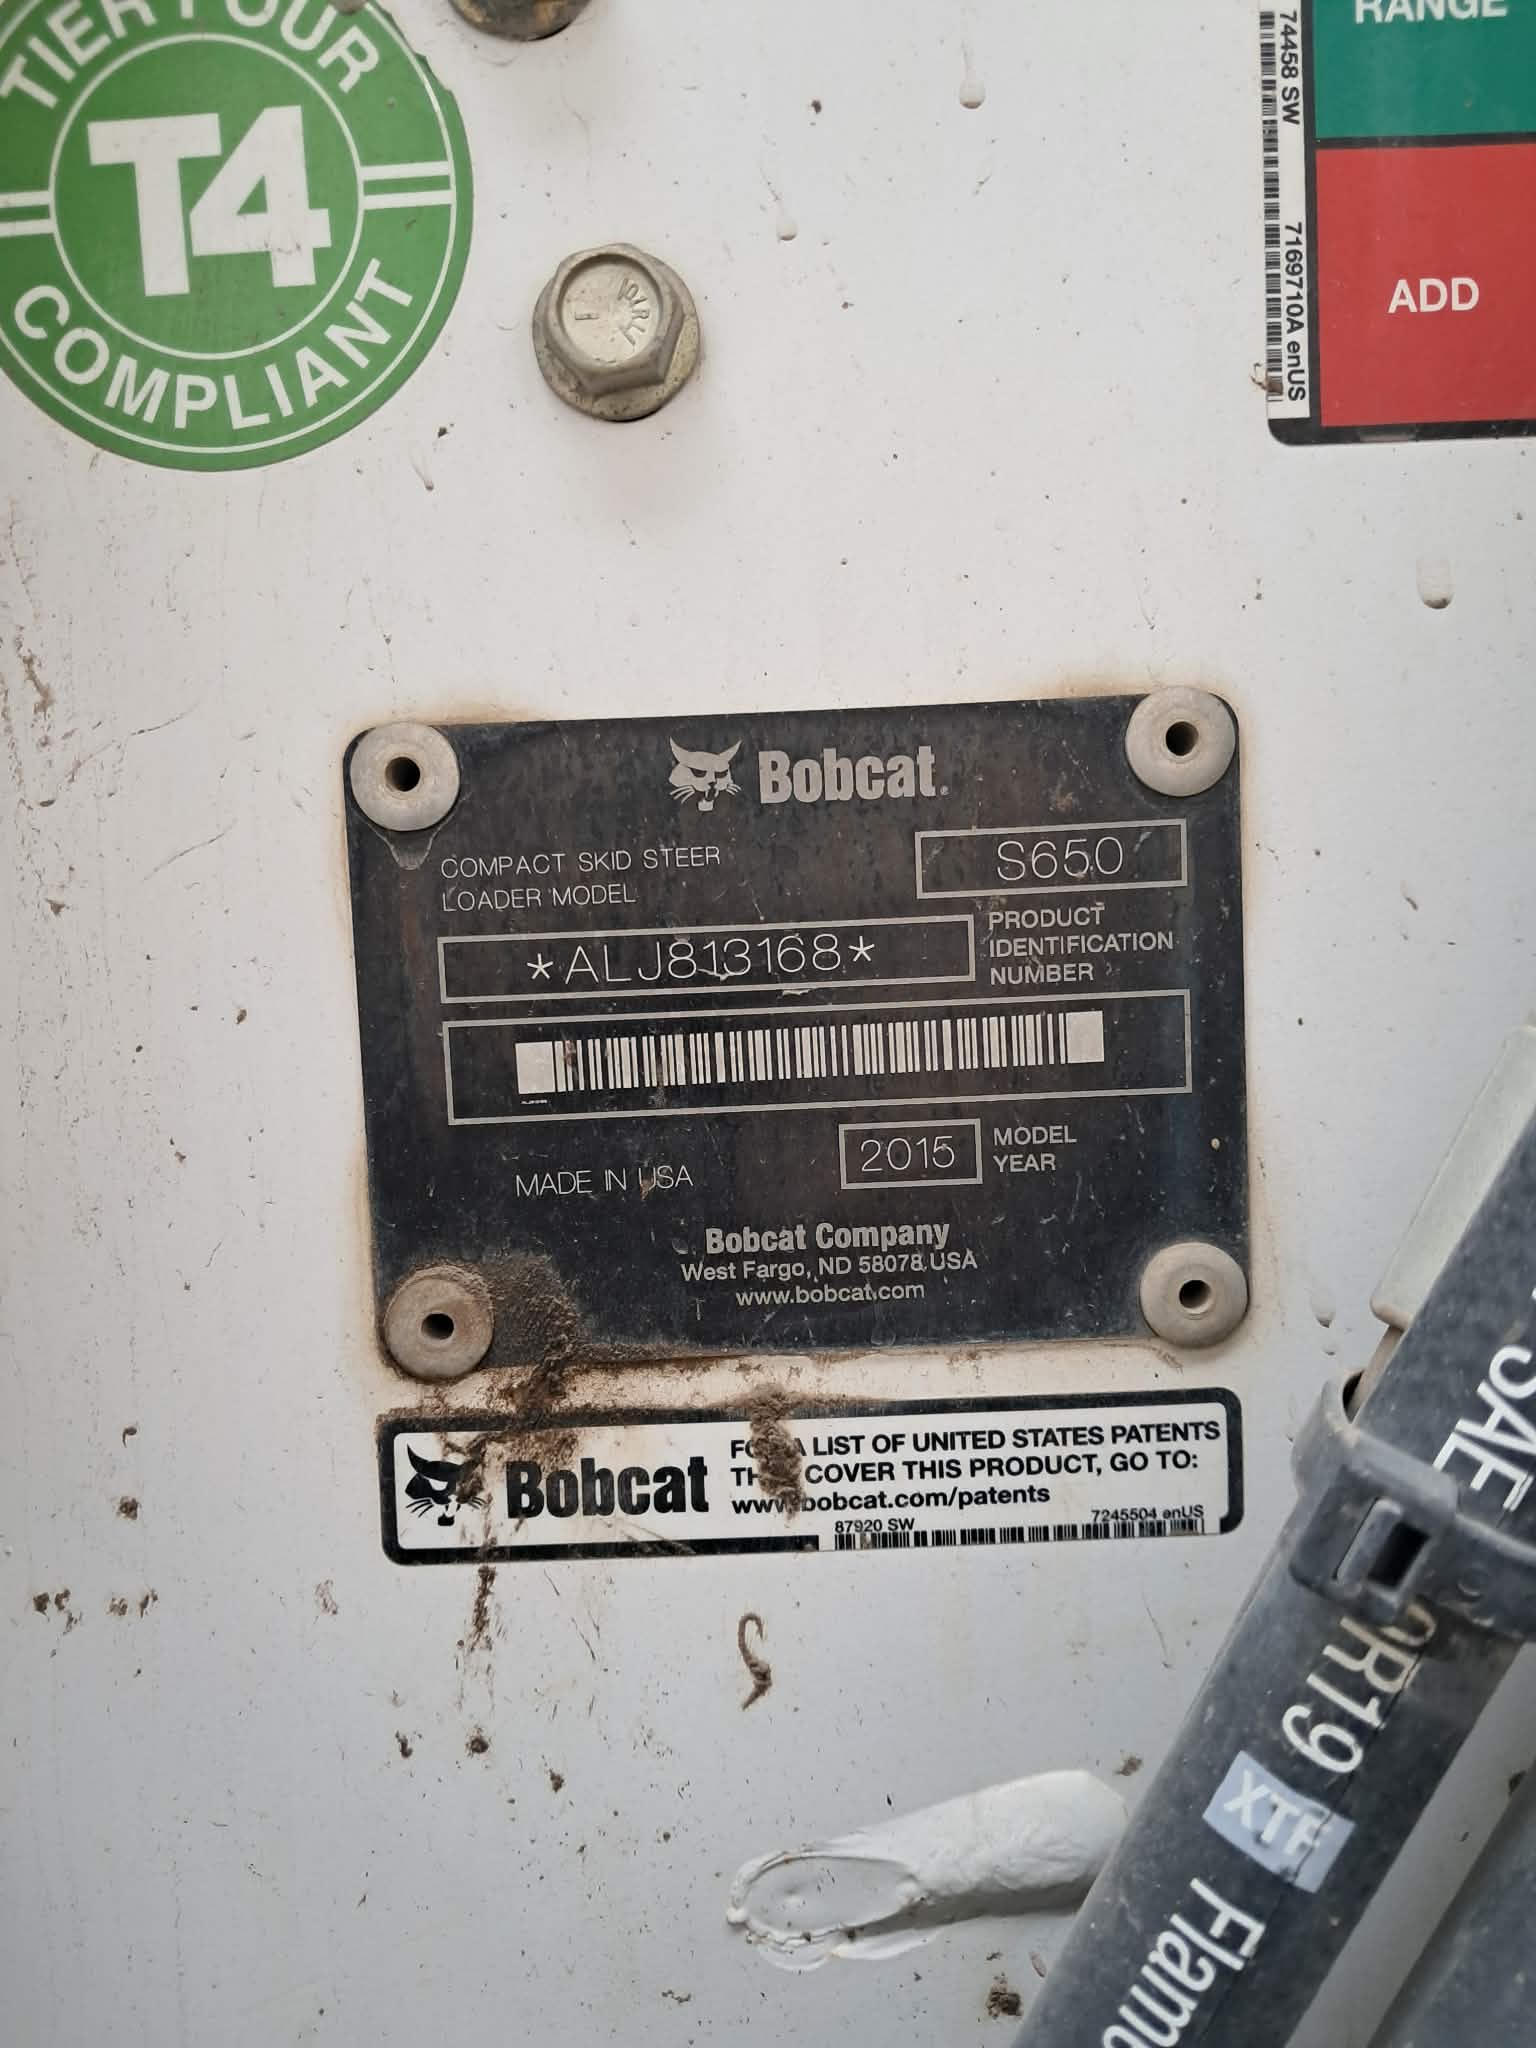 TIER FOUR
T4
COMPLIANT
RANGE
ADD
74458 SW
7169710A enUS
Bobcat®
COMPACT SKID STEER
LOADER MODEL
S650
*ALJ813168*
PRODUCT
IDENTIFICATION
NUMBER
MADE IN USA
2015
MODEL
YEAR
Bobcat Company
West Fargo, ND 58078 USA
www.bobcat.com
Bobcat
A LIST OF UNITED STATES PATENTS
COVER THIS PRODUCT, GO TO:
www.bobcat.com/patents
87920 SW
7245504 enUS
SAE
R19
XTF
Flam